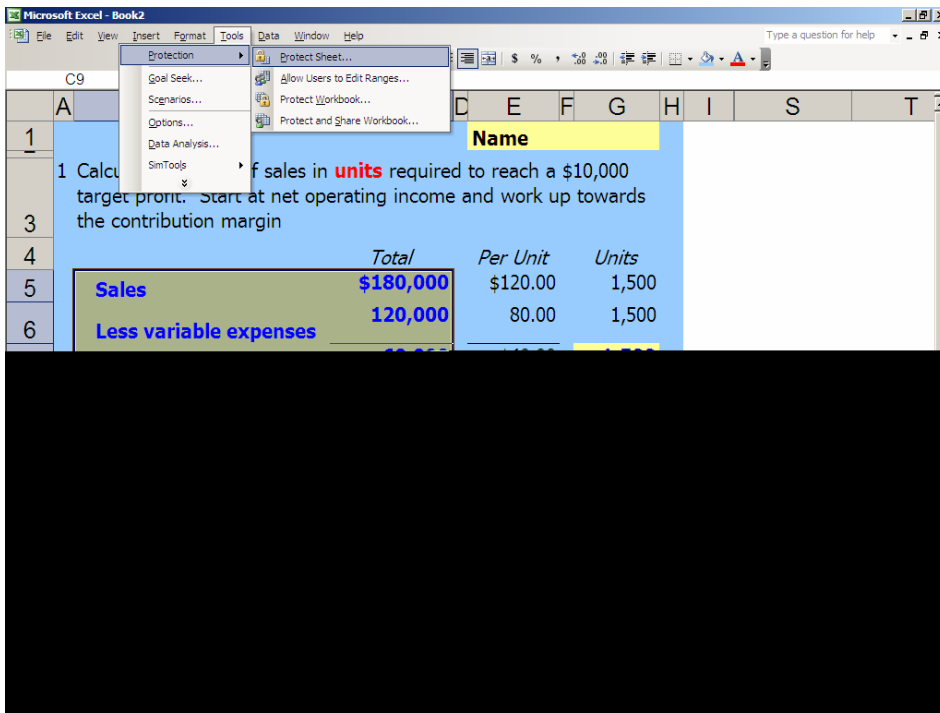 Microsoft Excel - Book2
File Edit View Insert Format Tools Data Window Help Type a question for help
Protection Protect Sheet... $ % ,
C9 Goal Seek... Allow Users to Edit Ranges...
Scenarios... Protect Workbook...
Options... Protect and Share Workbook...
Data Analysis...
SimTools
A D E F G H I S T
1 Name
1 Calcu f sales in units required to reach a $10,000
target profit. Start at net operating income and work up towards
3 the contribution margin
4 Total Per Unit Units
5 Sales $180,000 $120.00 1,500
6 Less variable expenses 120,000 80.00 1,500